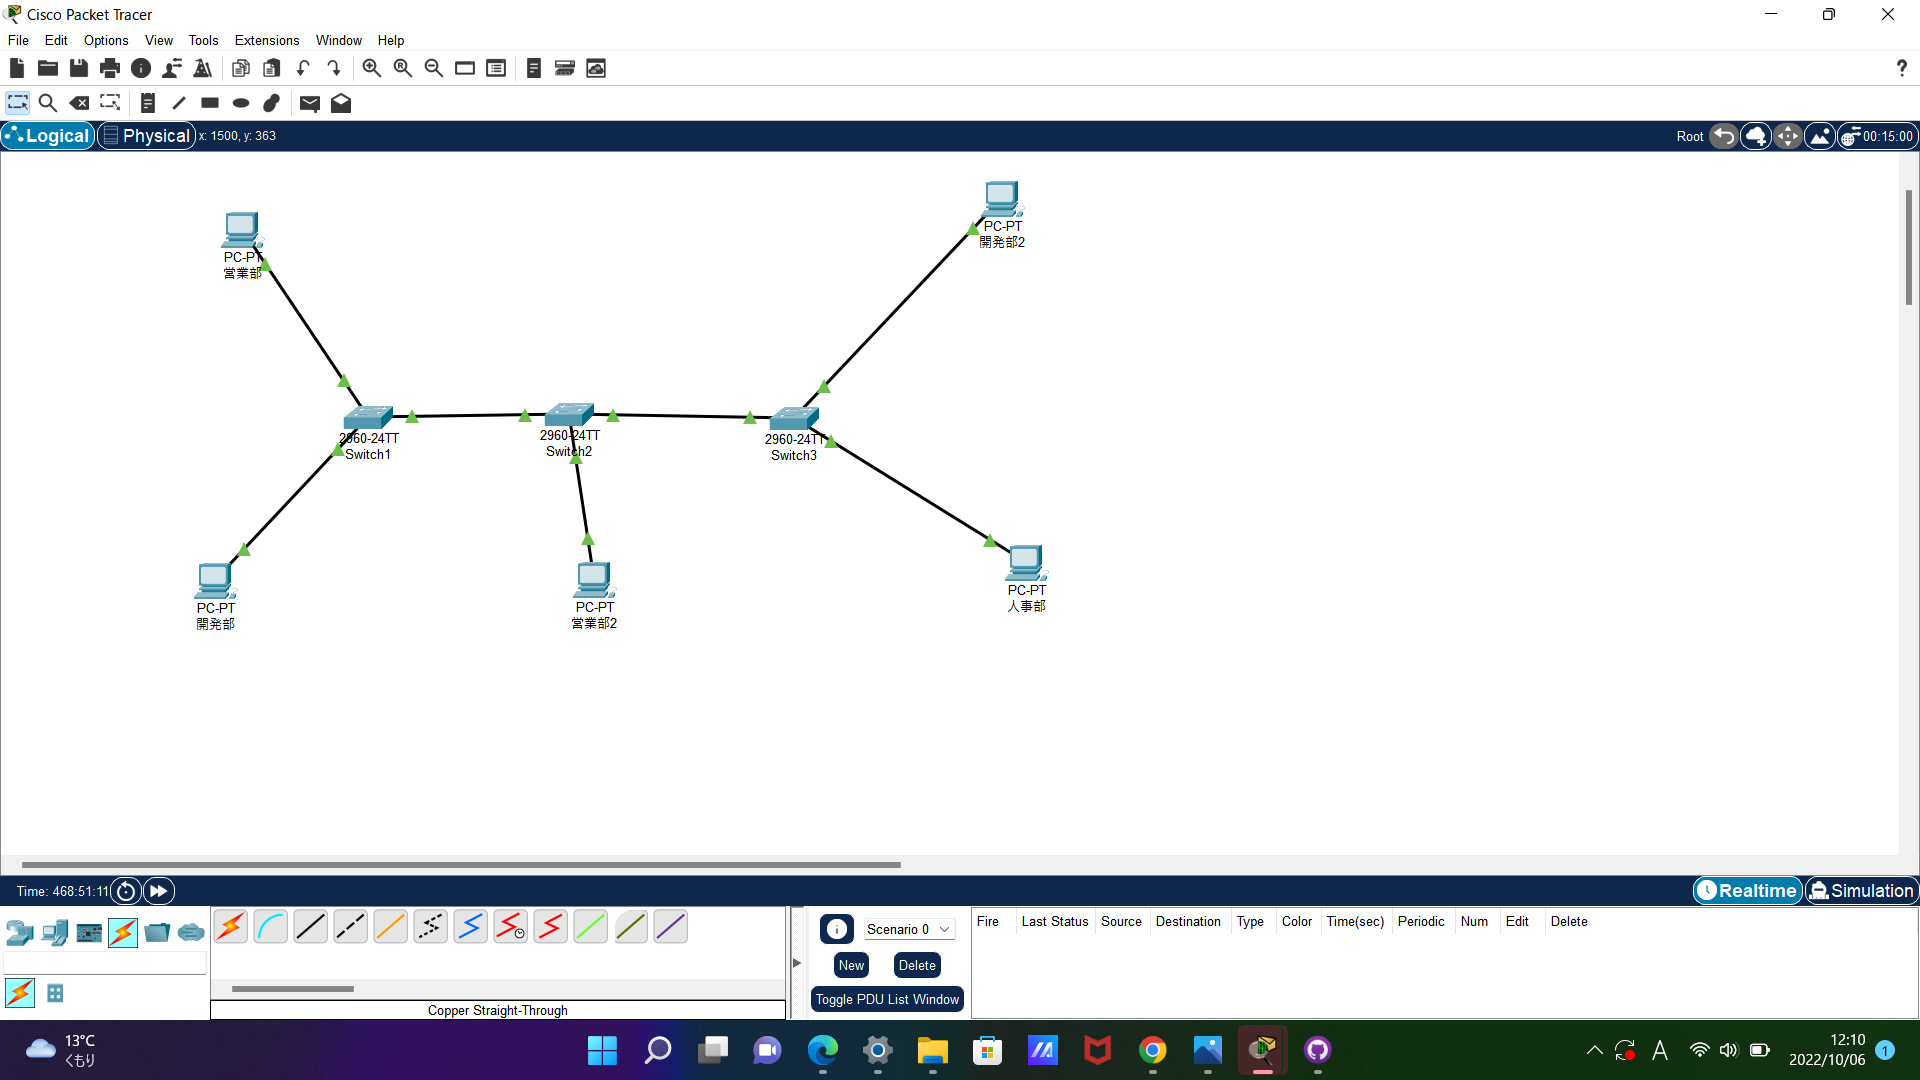 Cisco Packet Tracer
File Edit Options View Tools Extensions Window Help
Logical Physical x: 1500, y: 363 Root 00:15:00
PC-PT
営業部
PC-PT
開発部2
2960-24TT
Switch1
2960-24TT
Switch2
2960-24TT
Switch3
PC-PT
開発部
PC-PT
営業部2
PC-PT
人事部
Time: 468:51:11 Realtime Simulation
Scenario 0
New Delete
Toggle PDU List Window
Fire Last Status Source Destination Type Color Time(sec) Periodic Num Edit Delete
Copper Straight-Through
13°C
くもり
A
12:10
2022/10/06
1